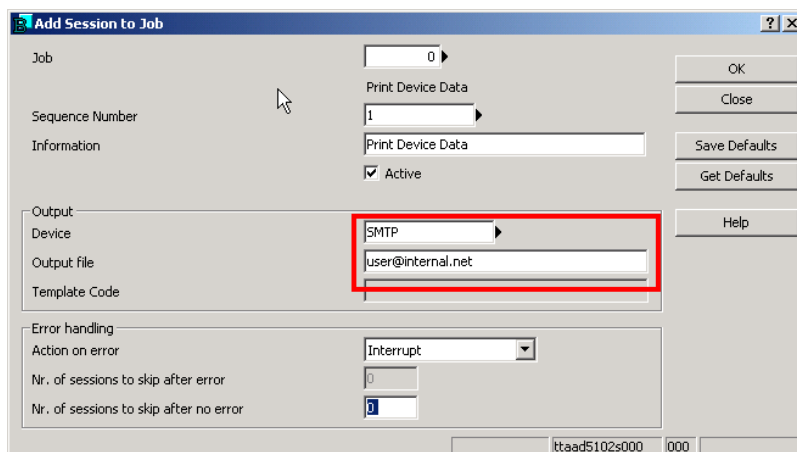 Add Session to Job
Job 0
OK
Print Device Data
Close
Sequence Number 1
Information Print Device Data
Save Defaults
Active
Get Defaults
Output
Help
Device SMTP
Output file user@internal.net
Template Code
Error handling
Action on error Interrupt
Nr. of sessions to skip after error 0
Nr. of sessions to skip after no error 0
ttaad5102s000 000